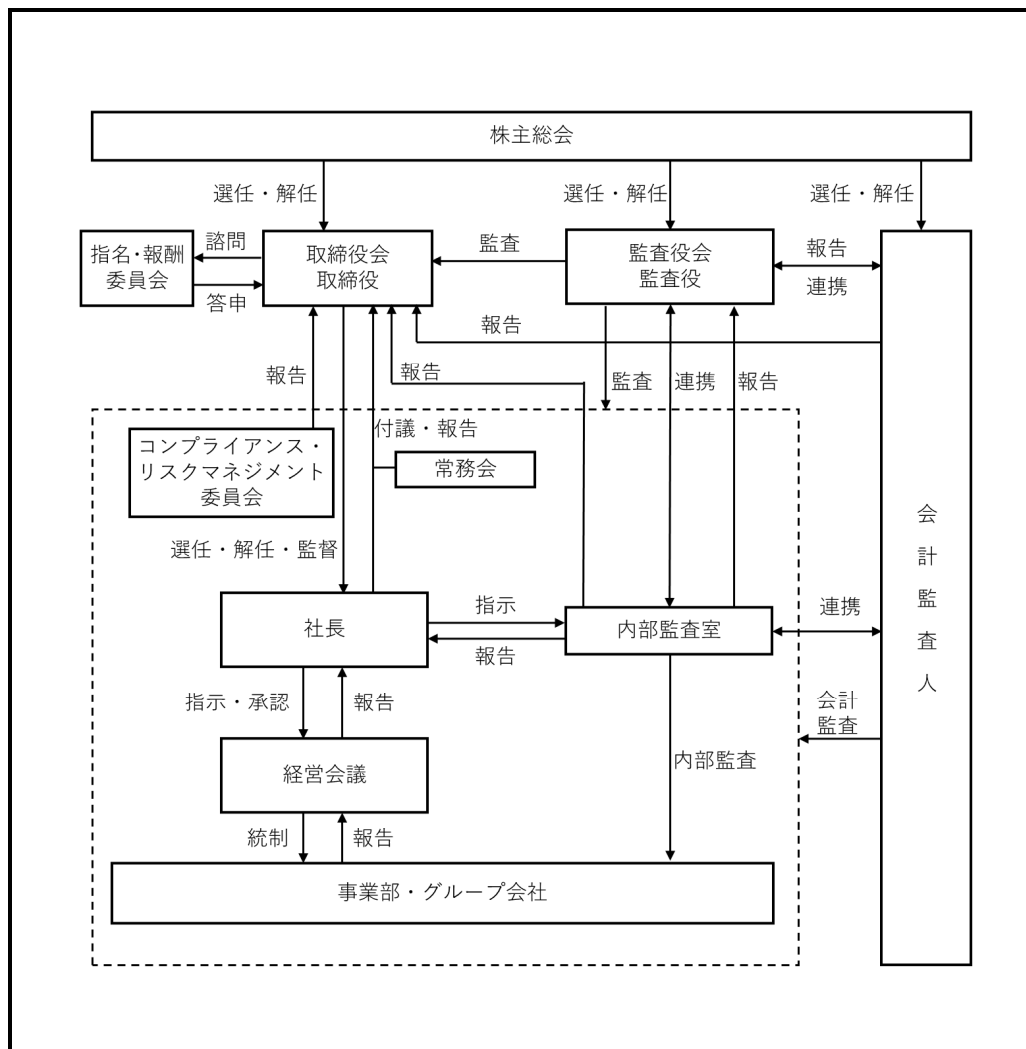 株主総会
選任・解任
選任・解任
選任・解任
指名・報酬
委員会
諮問
答申
取締役会
取締役
監査
監査役会
監査役
報告
連携
報告
報告
報告
監査
連携
報告
付議・報告
コンプライアンス・
リスクマネジメント
委員会
常務会
選任・解任・監督
会計監査人
社長
指示
報告
内部監査室
連携
指示・承認
報告
会計
監査
経営会議
内部監査
統制
報告
事業部・グループ会社